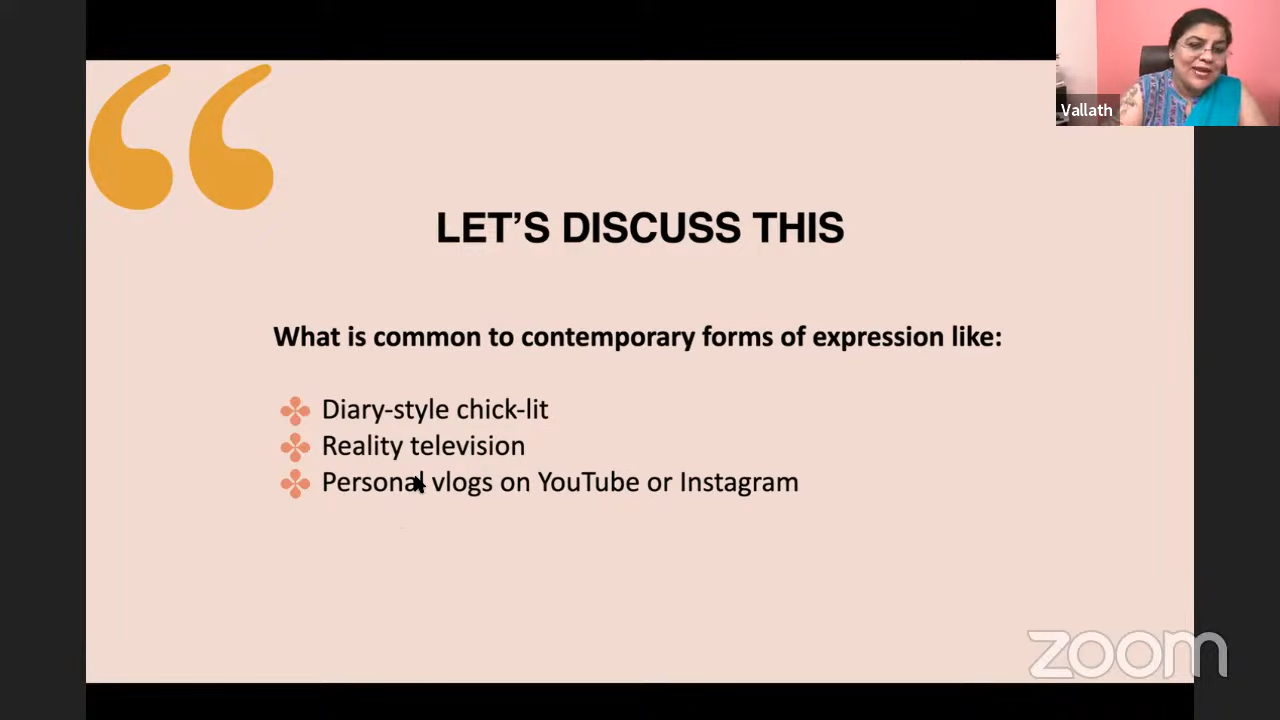 Vallath
LET'S DISCUSS THIS
What is common to contemporary forms of expression like:
Diary-style chick-lit
Reality television
Personal vlogs on YouTube or Instagram
zoom